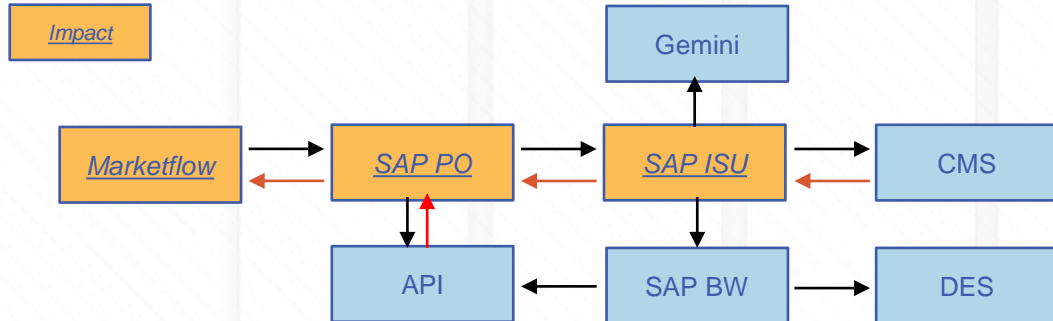 Impact
Gemini
Marketflow
SAP PO
SAP ISU
CMS
API
SAP BW
DES